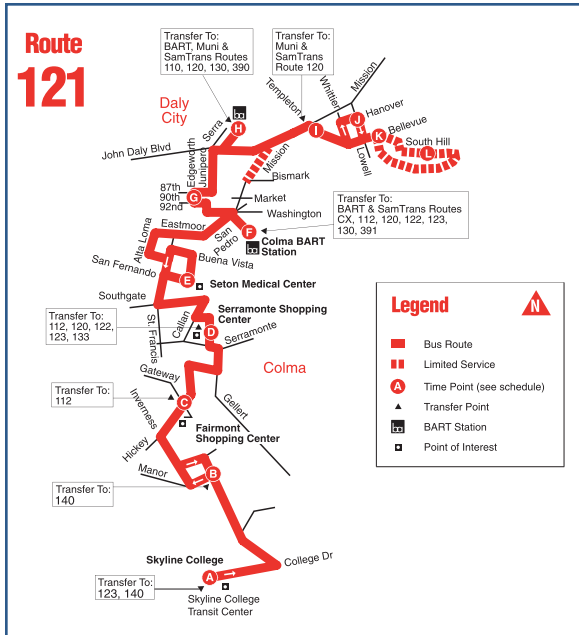 Route
121
Transfer To:
BART, Muni &
SamTrans Routes
110, 120, 130, 390
Transfer To:
Muni &
SamTrans
Route 120
Daly
City
Serra
H
Templeton
I
Whittier
Mission
J
Hanover
K
Bellevue
South Hill
L
Lowell
John Daly Blvd
Edgeworth
Junipero
Mission
Bismark
87th
90th
92nd
G
Market
Washington
Transfer To:
BART & SamTrans Routes
CX, 112, 120, 122, 123,
130, 391
Eastmoor
San
Pedro
F
Colma BART
Station
Alta Loma
Buena Vista
San Fernando
E
Seton Medical Center
Southgate
Serramonte Shopping
Center
Transfer To:
112, 120, 122,
123, 133
St. Francis
Callan
D
Serramonte
Colma
Gateway
Transfer To:
112
Inverness
C
Gellert
Fairmont
Shopping Center
Hickey
Manor
B
Transfer To:
140
Skyline College
College Dr
A
Transfer To:
123, 140
Skyline College
Transit Center
Legend
N
Bus Route
Limited Service
A
Time Point (see schedule)
Transfer Point
BART Station
Point of Interest